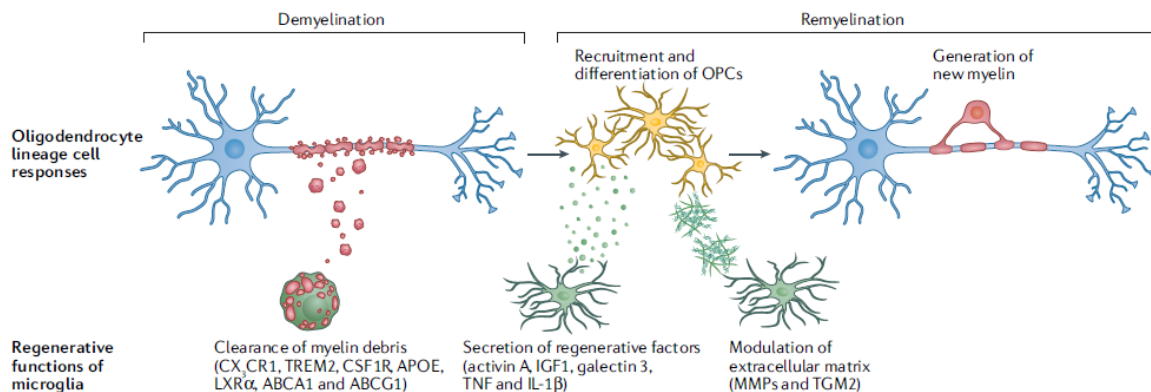 Demyelination
Remyelination
Recruitment and
differentiation of OPCs
Generation of
new myelin
Oligodendrocyte
lineage cell
responses
Regenerative
functions of
microglia
Clearance of myelin debris
(CX₃CR1, TREM2, CSF1R, APOE,
LXRα, ABCA1 and ABCG1)
Secretion of regenerative factors
(activin A, IGF1, galectin 3,
TNF and IL-1β)
Modulation of
extracellular matrix
(MMPs and TGM2)